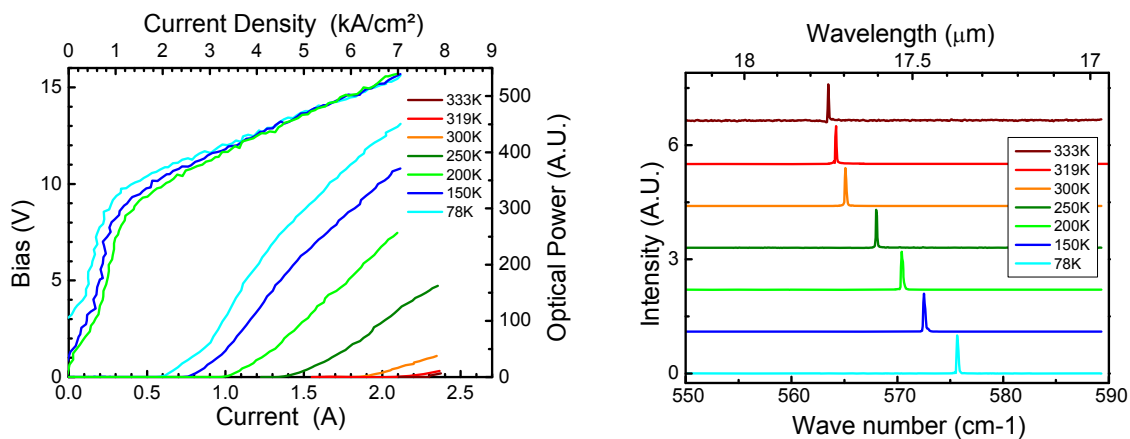 Current Density (kA/cm²)
0 1 2 3 4 5 6 7 8 9
15
10
5
0
Bias (V)
333K
319K
300K
250K
200K
150K
78K
500
400
300
200
100
0
Optical Power (A.U.)
0.0 0.5 1.0 1.5 2.0 2.5
Current (A)
Wavelength (μm)
18 17.5 17
6
3
0
Intensity (A.U.)
333K
319K
300K
250K
200K
150K
78K
550 560 570 580 590
Wave number (cm-1)